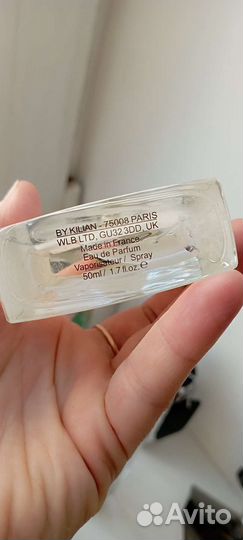 BY KILIAN - 75008 PARIS
WLB LTD, GU32 3DD, UK
Made in France
Eau de Parfum
Vaporisateur / Spray
50ml / 1.7 fl.oz. ℮
Avito